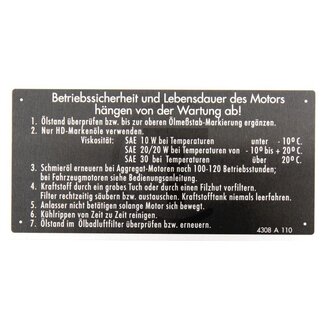 Betriebssicherheit und Lebensdauer des Motors
hängen von der Wartung ab!
1. Ölstand überprüfen bzw. bis zur oberen Ölmeßstab-Markierung ergänzen.
2. Nur HD-Markenöle verwenden.
Viskosität: SAE 10 W bei Temperaturen unter - 10° C.
SAE 20/20 W bei Temperaturen von - 10° bis + 20° C.
SAE 30 bei Temperaturen über 20° C.
3. Schmieröl erneuern bei Aggregat-Motoren nach 100-120 Betriebsstunden;
bei Fahrzeugmotoren siehe Bedienungsanleitung.
4. Kraftstoff durch ein grobes Tuch oder durch einen Filzhut vorfiltern.
Filter rechtzeitig säubern bzw. austauschen. Kraftstofftank niemals leerfahren.
5. Anlasser nicht betätigen solange Motor sich bewegt.
6. Kühlrippen von Zeit zu Zeit reinigen.
7. Ölstand im Ölbadluftfilter überprüfen bzw. erneuern.
4308 A 110